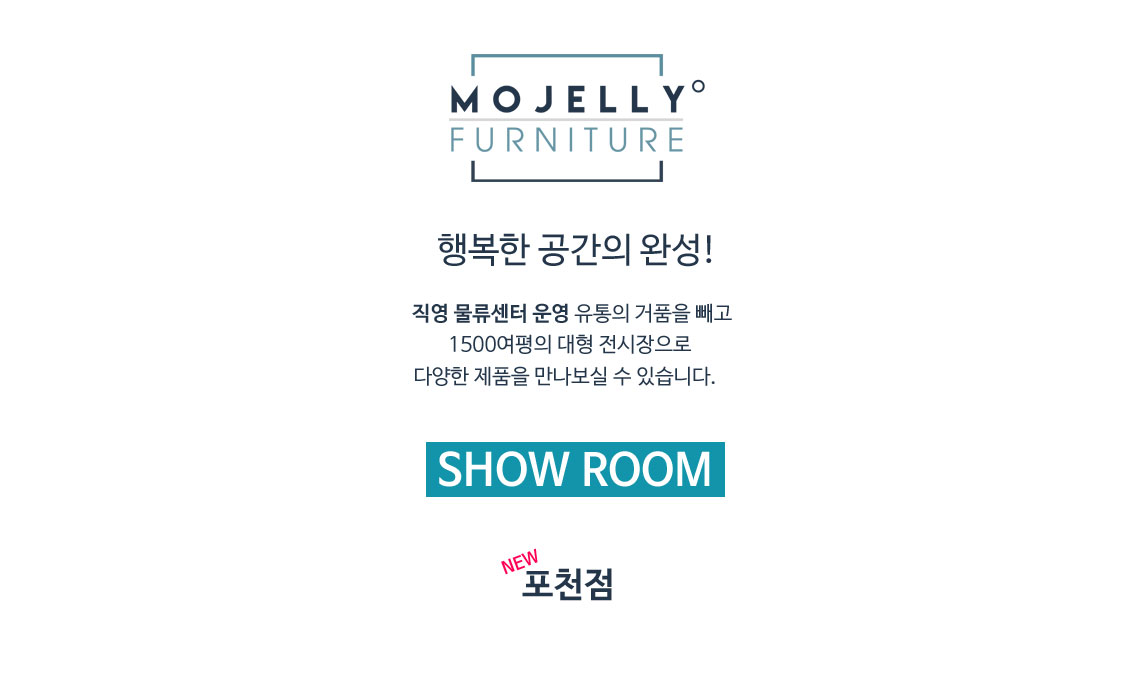 MOJELLY°
FURNITURE
행복한 공간의 완성!
직영 물류센터 운영 유통의 거품을 빼고
1500여평의 대형 전시장으로
다양한 제품을 만나보실 수 있습니다.
SHOW ROOM
NEW
포천점